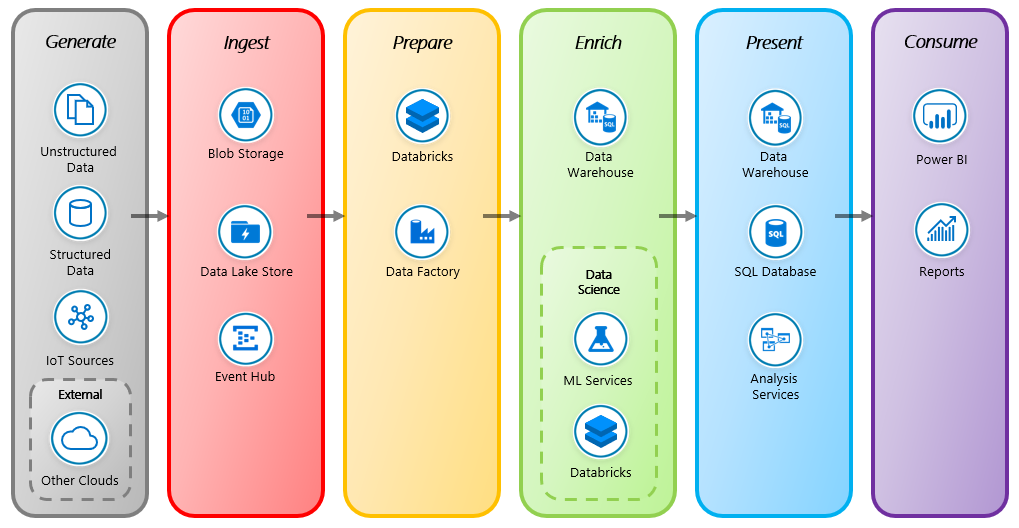 Generate
Unstructured
Data
Structured
Data
IoT Sources
External
Other Clouds
Ingest
10
01
Blob Storage
Data Lake Store
Event Hub
Prepare
Databricks
Data Factory
Enrich
SQL
Data
Warehouse
Data
Science
ML Services
Databricks
Present
SQL
Data
Warehouse
SQL
SQL Database
Analysis
Services
Consume
Power BI
Reports